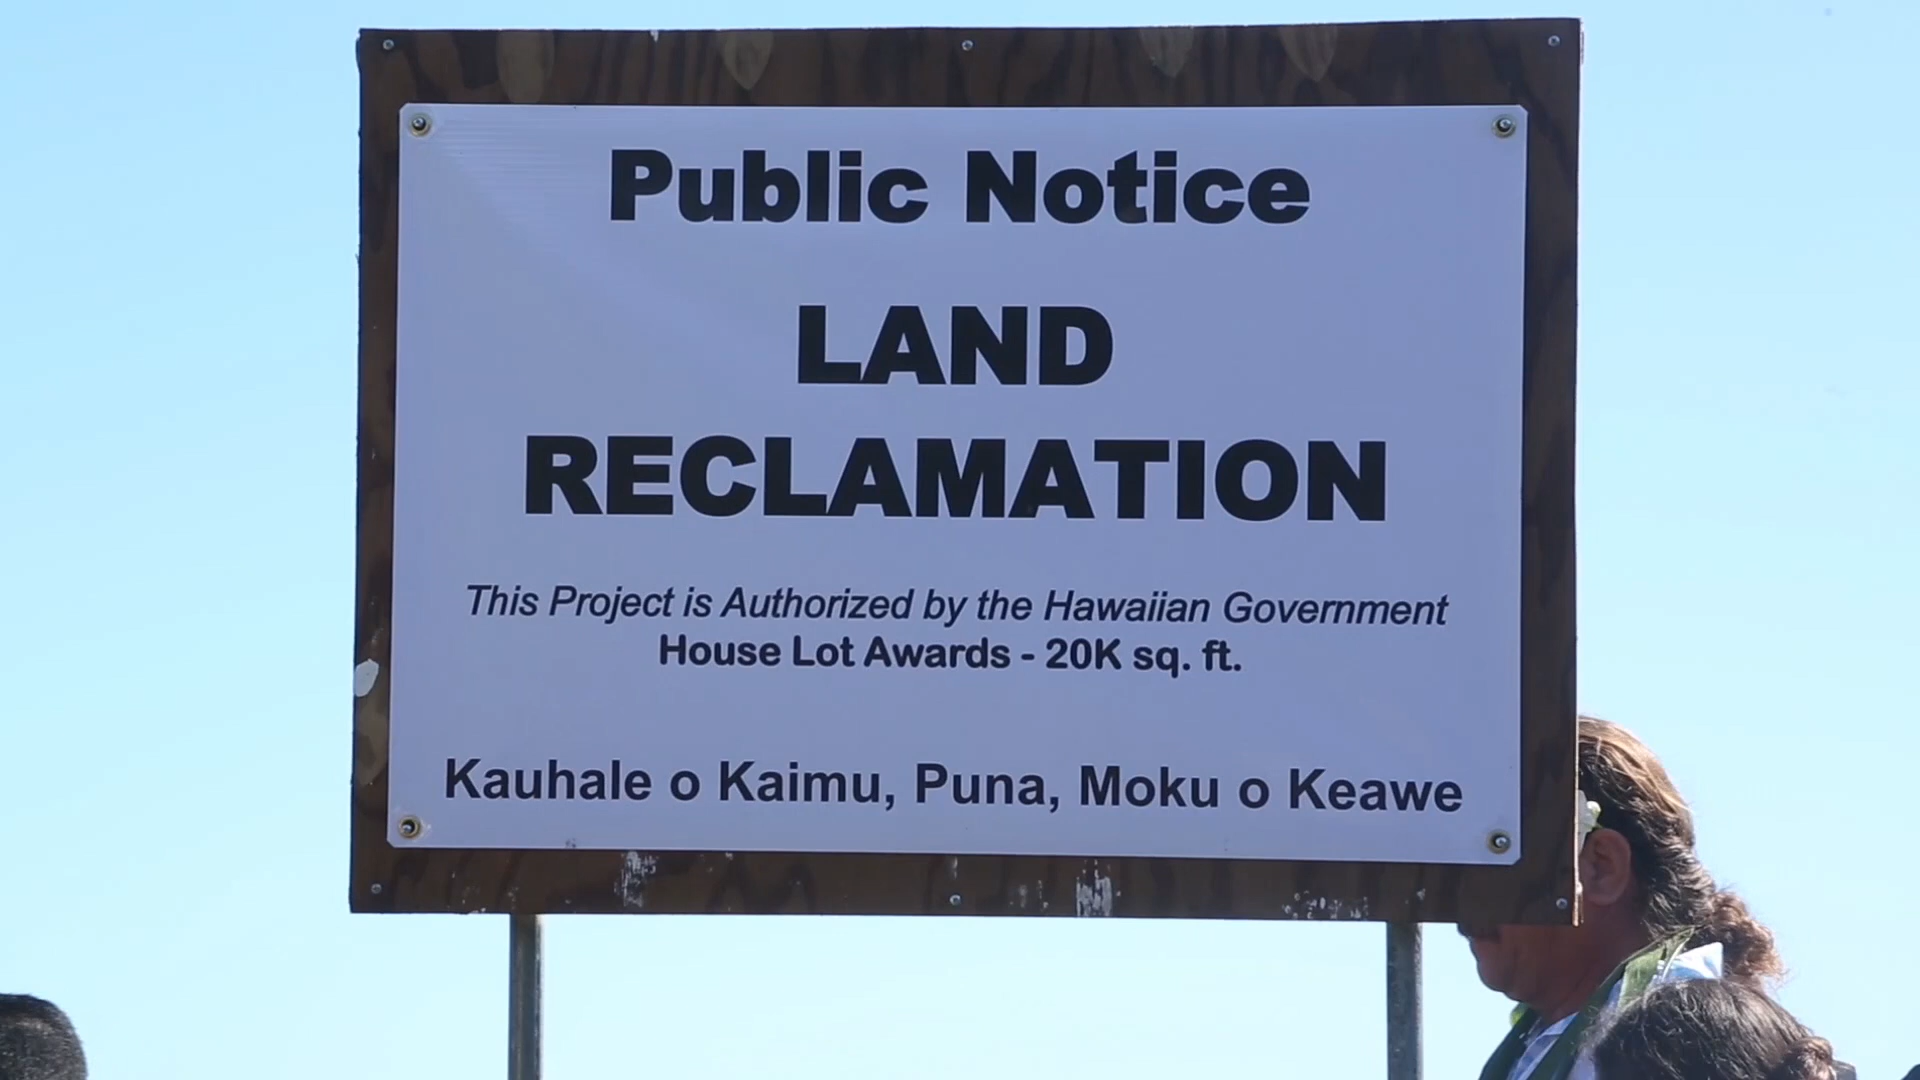 Public Notice
LAND
RECLAMATION
This Project is Authorized by the Hawaiian Government
House Lot Awards - 20K sq. ft.
Kauhale o Kaimu, Puna, Moku o Keawe